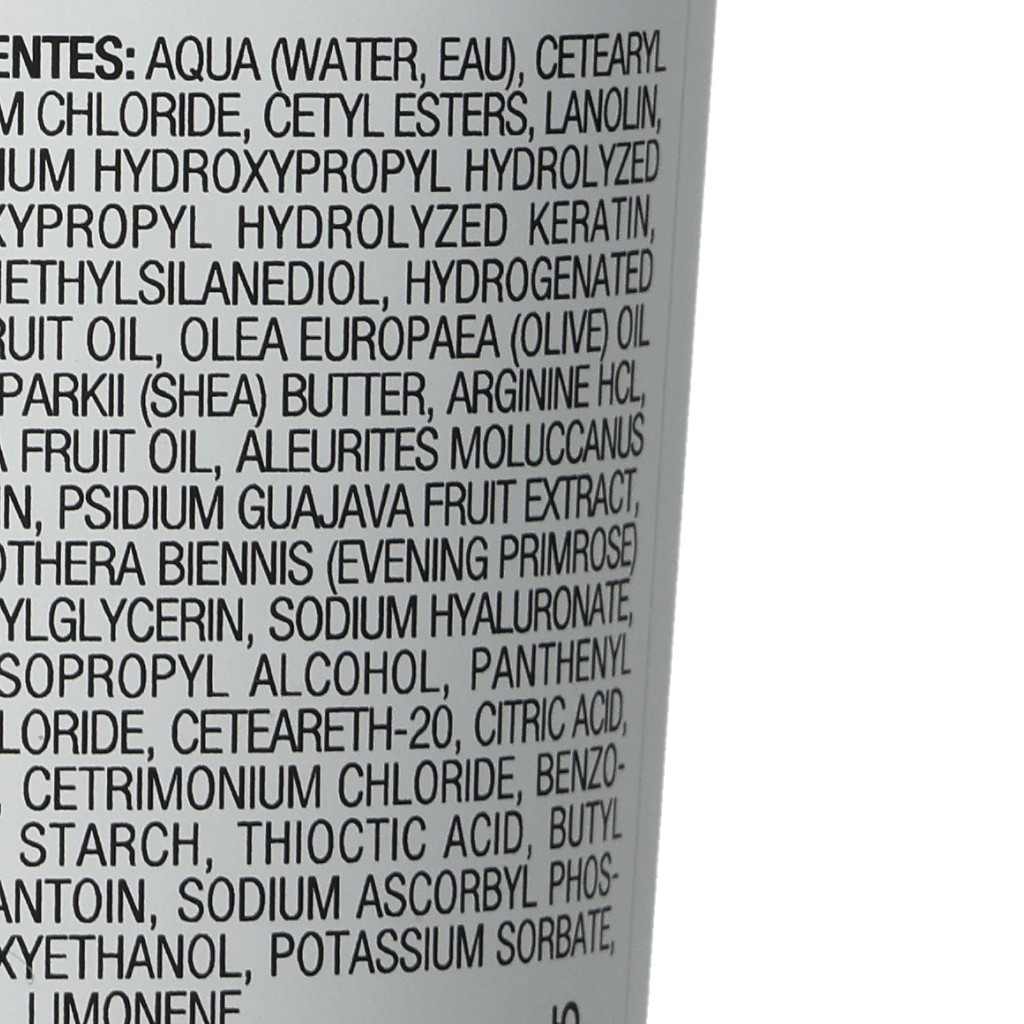 ENTES: AQUA (WATER, EAU), CETEARYL
M CHLORIDE, CETYL ESTERS, LANOLIN,
IUM HYDROXYPROPYL HYDROLYZED
XYPROPYL HYDROLYZED KERATIN,
METHYLSILANEDIOL, HYDROGENATED
RUIT OIL, OLEA EUROPAEA (OLIVE) OIL
PARKII (SHEA) BUTTER, ARGININE HCL,
A FRUIT OIL, ALEURITES MOLUCCANUS
IN, PSIDIUM GUAJAVA FRUIT EXTRACT,
OTHERA BIENNIS (EVENING PRIMROSE)
YLGLYCERIN, SODIUM HYALURONATE,
SOPROPYL ALCOHOL, PANTHENYL
LORIDE, CETEARETH-20, CITRIC ACID,
, CETRIMONIUM CHLORIDE, BENZO-
STARCH, THIOCTIC ACID, BUTYL
ANTOIN, SODIUM ASCORBYL PHOS-
XYETHANOL, POTASSIUM SORBATE,
LIMONENE